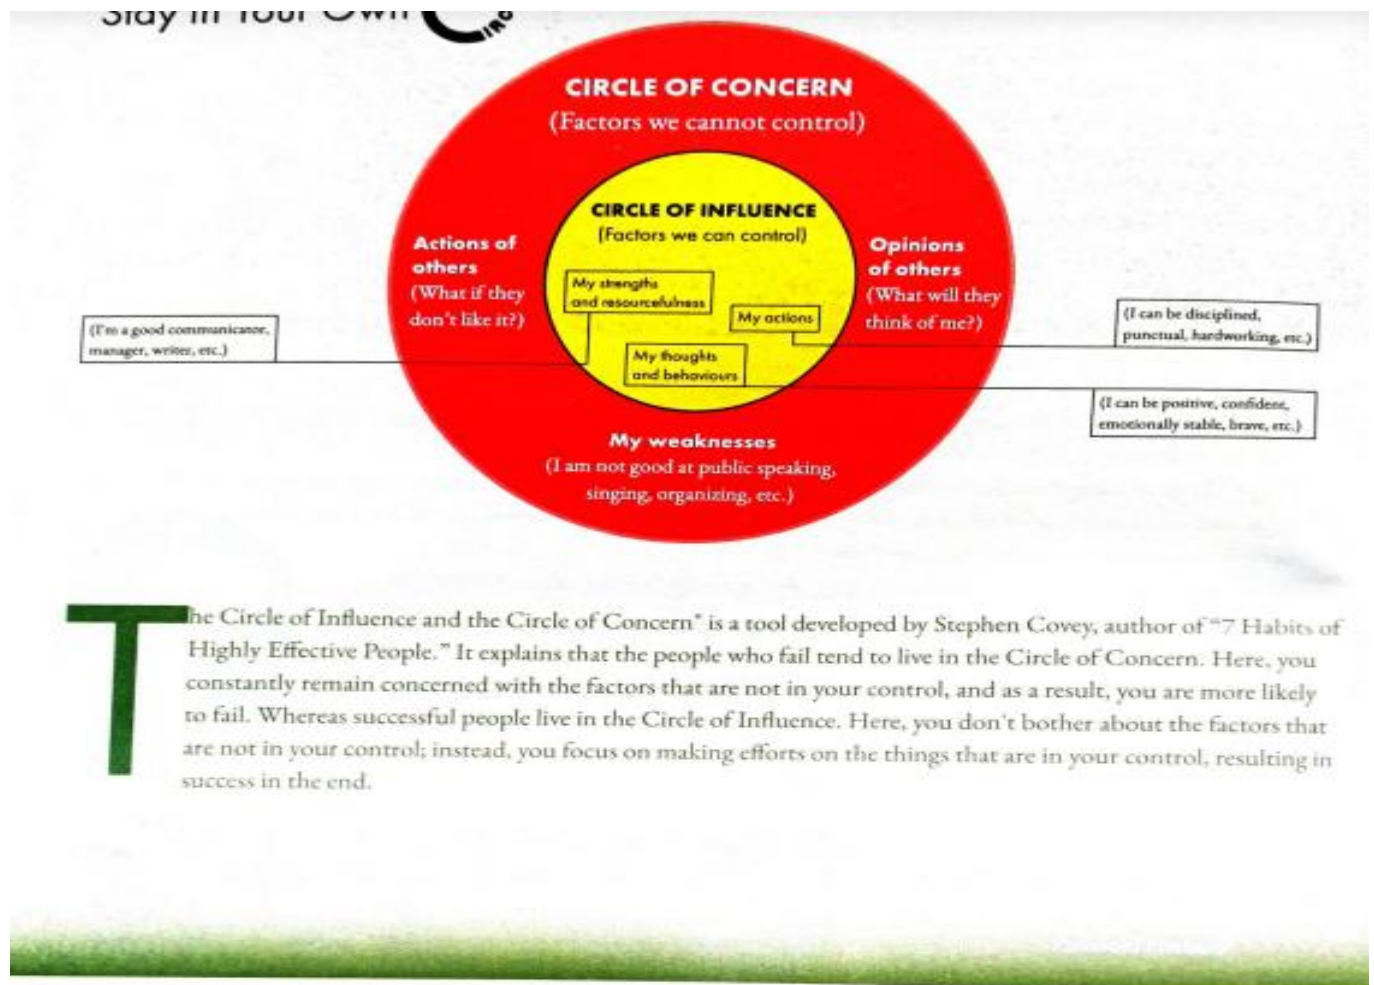 Stay in Your Own
CIRC
CIRCLE OF CONCERN
(Factors we cannot control)
CIRCLE OF INFLUENCE
(Factors we can control)
Actions of
others
(What if they
don't like it?)
Opinions
of others
(What will they
think of me?)
My strengths
and resourcefulness
My actions
My thoughts
and behaviours
(I'm a good communicator,
manager, writer, etc.)
(I can be disciplined,
punctual, hardworking, etc.)
(I can be positive, confident,
emotionally stable, brave, etc.)
My weaknesses
(I am not good at public speaking,
singing, organizing, etc.)
The Circle of Influence and the Circle of Concern* is a tool developed by Stephen Covey, author of "7 Habits of
Highly Effective People." It explains that the people who fail tend to live in the Circle of Concern. Here, you
constantly remain concerned with the factors that are not in your control, and as a result, you are more likely
to fail. Whereas successful people live in the Circle of Influence. Here, you don't bother about the factors that
are not in your control; instead, you focus on making efforts on the things that are in your control, resulting in
success in the end.